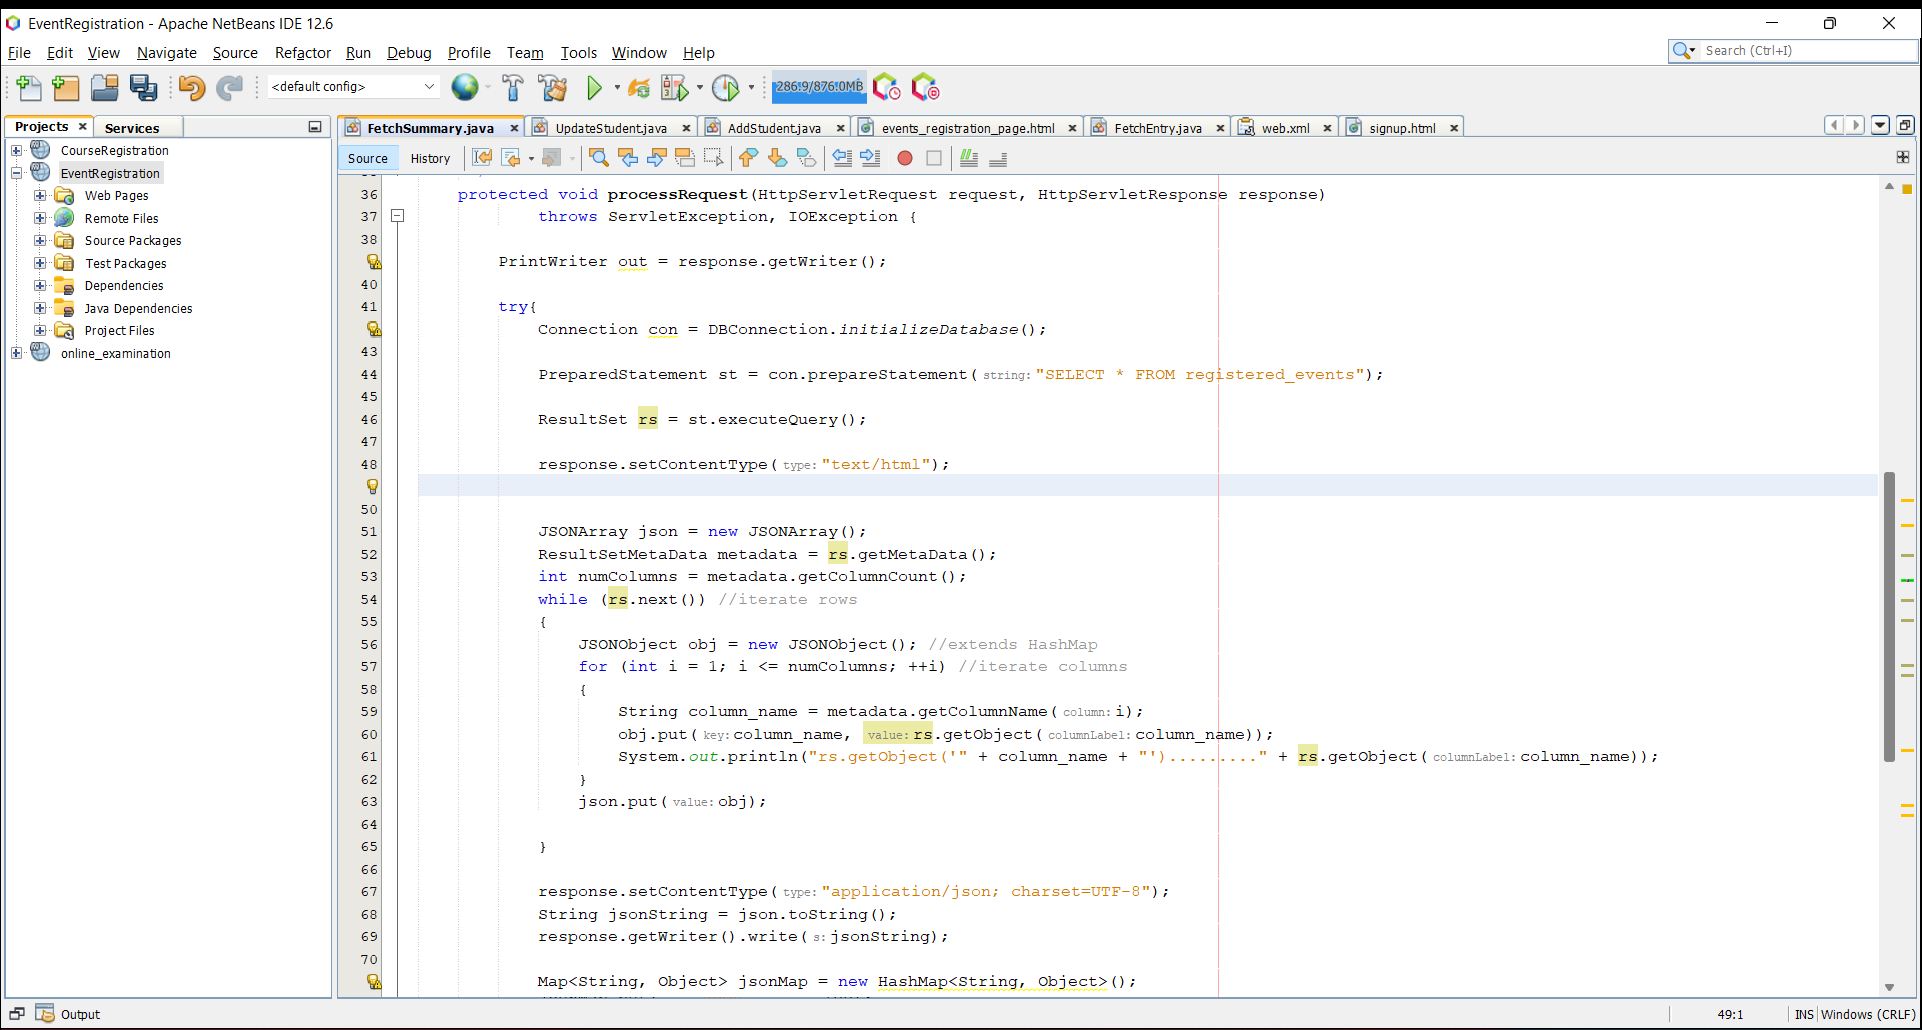 EventRegistration - Apache NetBeans IDE 12.6
File Edit View Navigate Source Refactor Run Debug Profile Team Tools Window Help
Search (Ctrl+I)
<default config>
286.9/876.0MB
Projects Services
FetchSummary.java UpdateStudent.java AddStudent.java events_registration_page.html FetchEntry.java web.xml signup.html
CourseRegistration
EventRegistration
Web Pages
Remote Files
Source Packages
Test Packages
Dependencies
Java Dependencies
Project Files
online_examination
Source History
36 protected void processRequest(HttpServletRequest request, HttpServletResponse response)
37 throws ServletException, IOException {
38
PrintWriter out = response.getWriter();
40
41 try{
Connection con = DBConnection.initializeDatabase();
43
44 PreparedStatement st = con.prepareStatement(string:"SELECT * FROM registered_events");
45
46 ResultSet rs = st.executeQuery();
47
48 response.setContentType(type:"text/html");
50
51 JSONArray json = new JSONArray();
52 ResultSetMetaData metadata = rs.getMetaData();
53 int numColumns = metadata.getColumnCount();
54 while (rs.next()) //iterate rows
55 {
56 JSONObject obj = new JSONObject(); //extends HashMap
57 for (int i = 1; i <= numColumns; ++i) //iterate columns
58 {
59 String column_name = metadata.getColumnName(column:i);
60 obj.put(key:column_name, value:rs.getObject(columnLabel:column_name));
61 System.out.println("rs.getObject('" + column_name + "')........." + rs.getObject(columnLabel:column_name));
62 }
63 json.put(value:obj);
64
65 }
66
67 response.setContentType(type:"application/json; charset=UTF-8");
68 String jsonString = json.toString();
69 response.getWriter().write(s:jsonString);
70
Map<String, Object> jsonMap = new HashMap<String, Object>();
Output
49:1 INS Windows (CRLF)